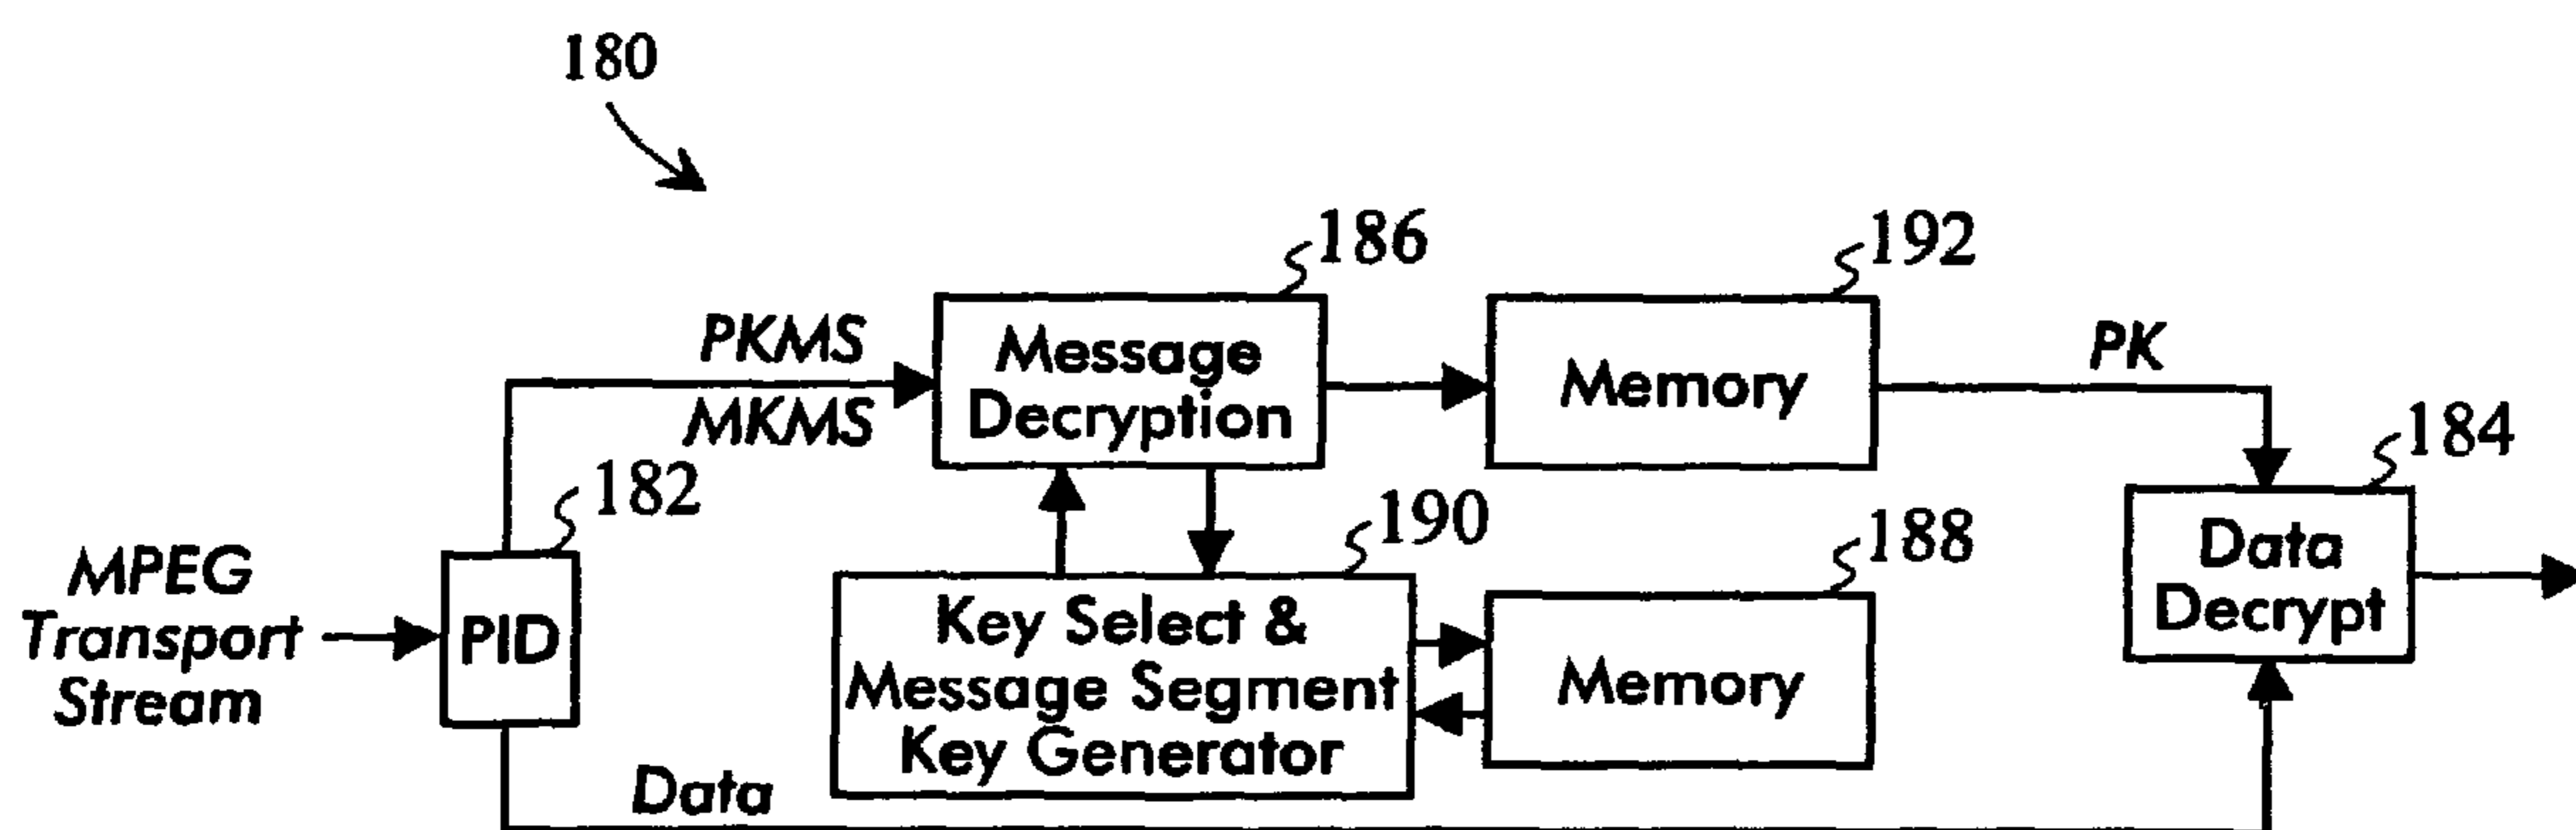 180
186
192
PKMS
Message
Decryption
Memory
PK
MKMS
184
182
190
188
MPEG
Transport
Stream
PID
Key Select &
Message Segment
Key Generator
Memory
Data
Decrypt
Data